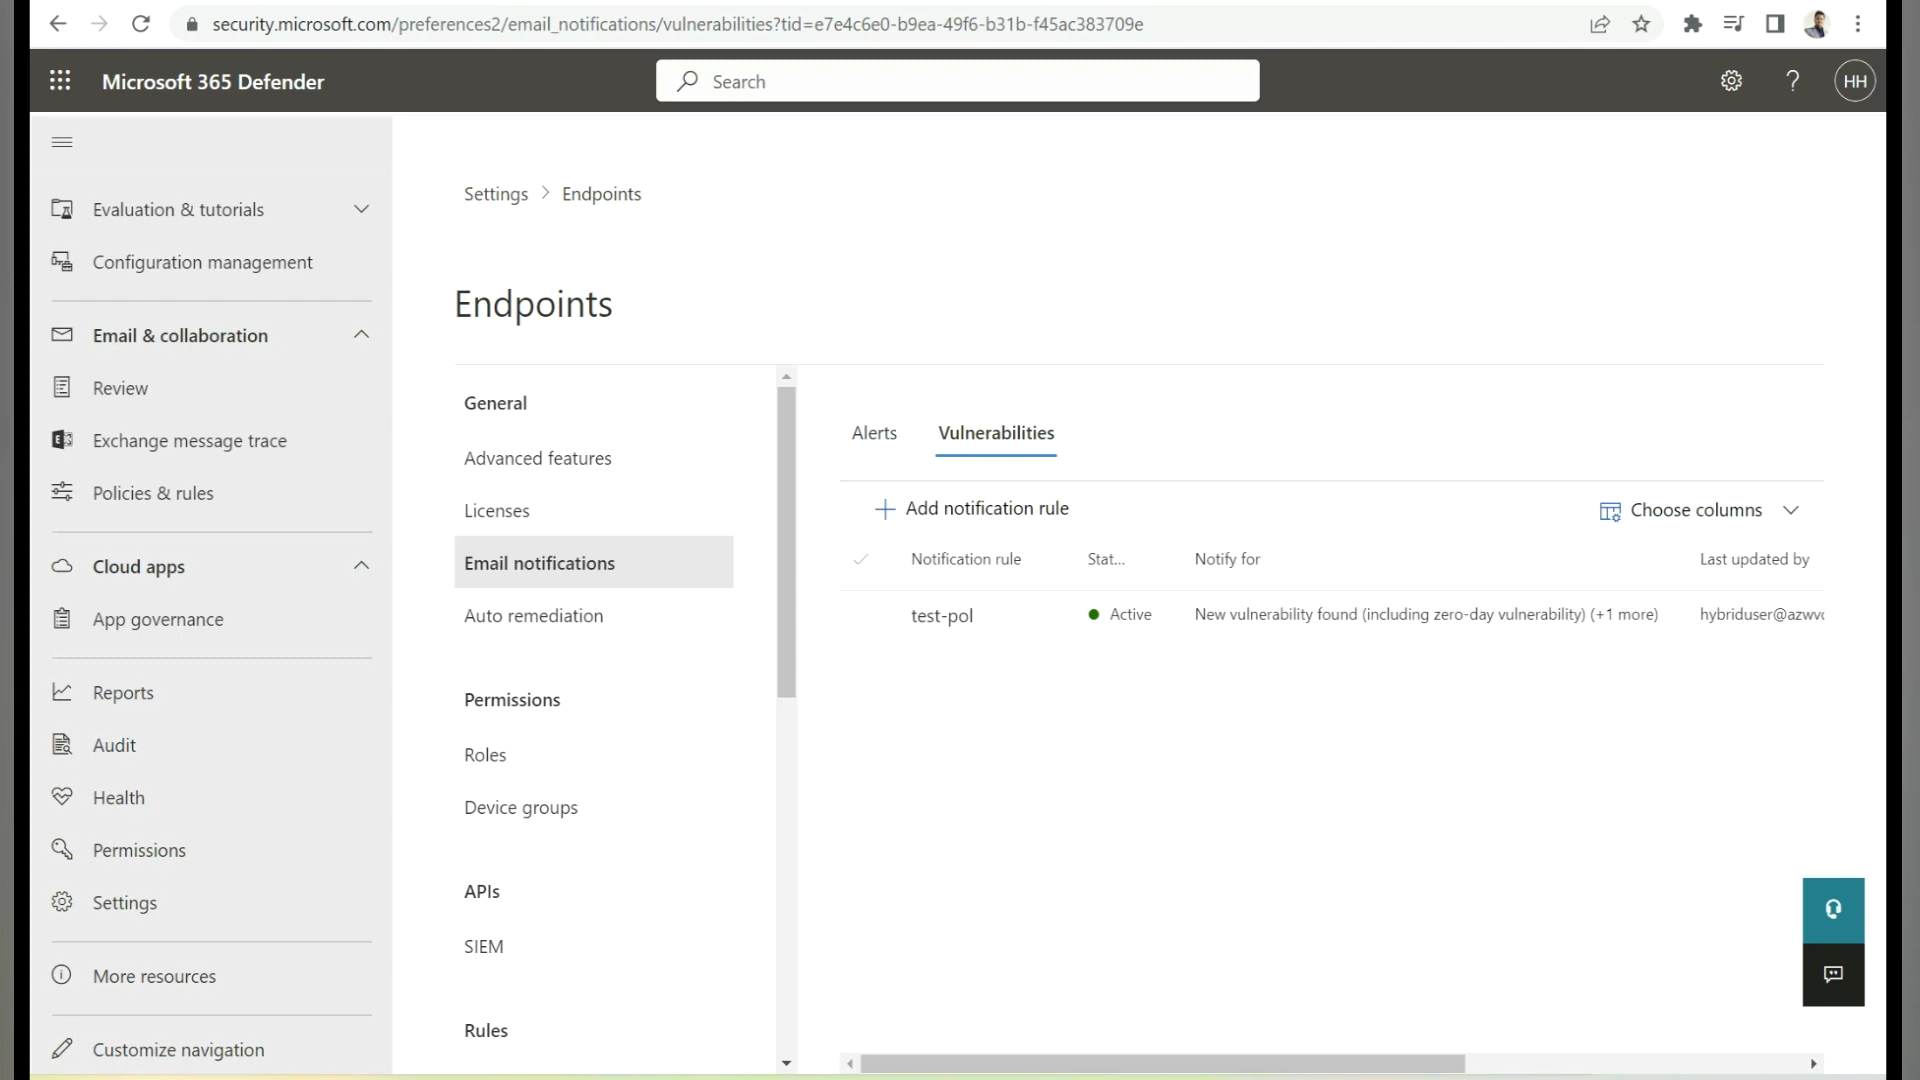 security.microsoft.com/preferences2/email_notifications/vulnerabilities?tid=e7e4c6e0-b9ea-49f6-b31b-f45ac383709e
Microsoft 365 Defender
Search
HH
Evaluation & tutorials
Configuration management
Email & collaboration
Review
Exchange message trace
Policies & rules
Cloud apps
App governance
Reports
Audit
Health
Permissions
Settings
More resources
Customize navigation
Settings > Endpoints
Endpoints
General
Advanced features
Licenses
Email notifications
Auto remediation
Permissions
Roles
Device groups
APIs
SIEM
Rules
Alerts Vulnerabilities
Add notification rule
Choose columns
Notification rule Stat... Notify for Last updated by
test-pol Active New vulnerability found (including zero-day vulnerability) (+1 more) hybriduser@azwv